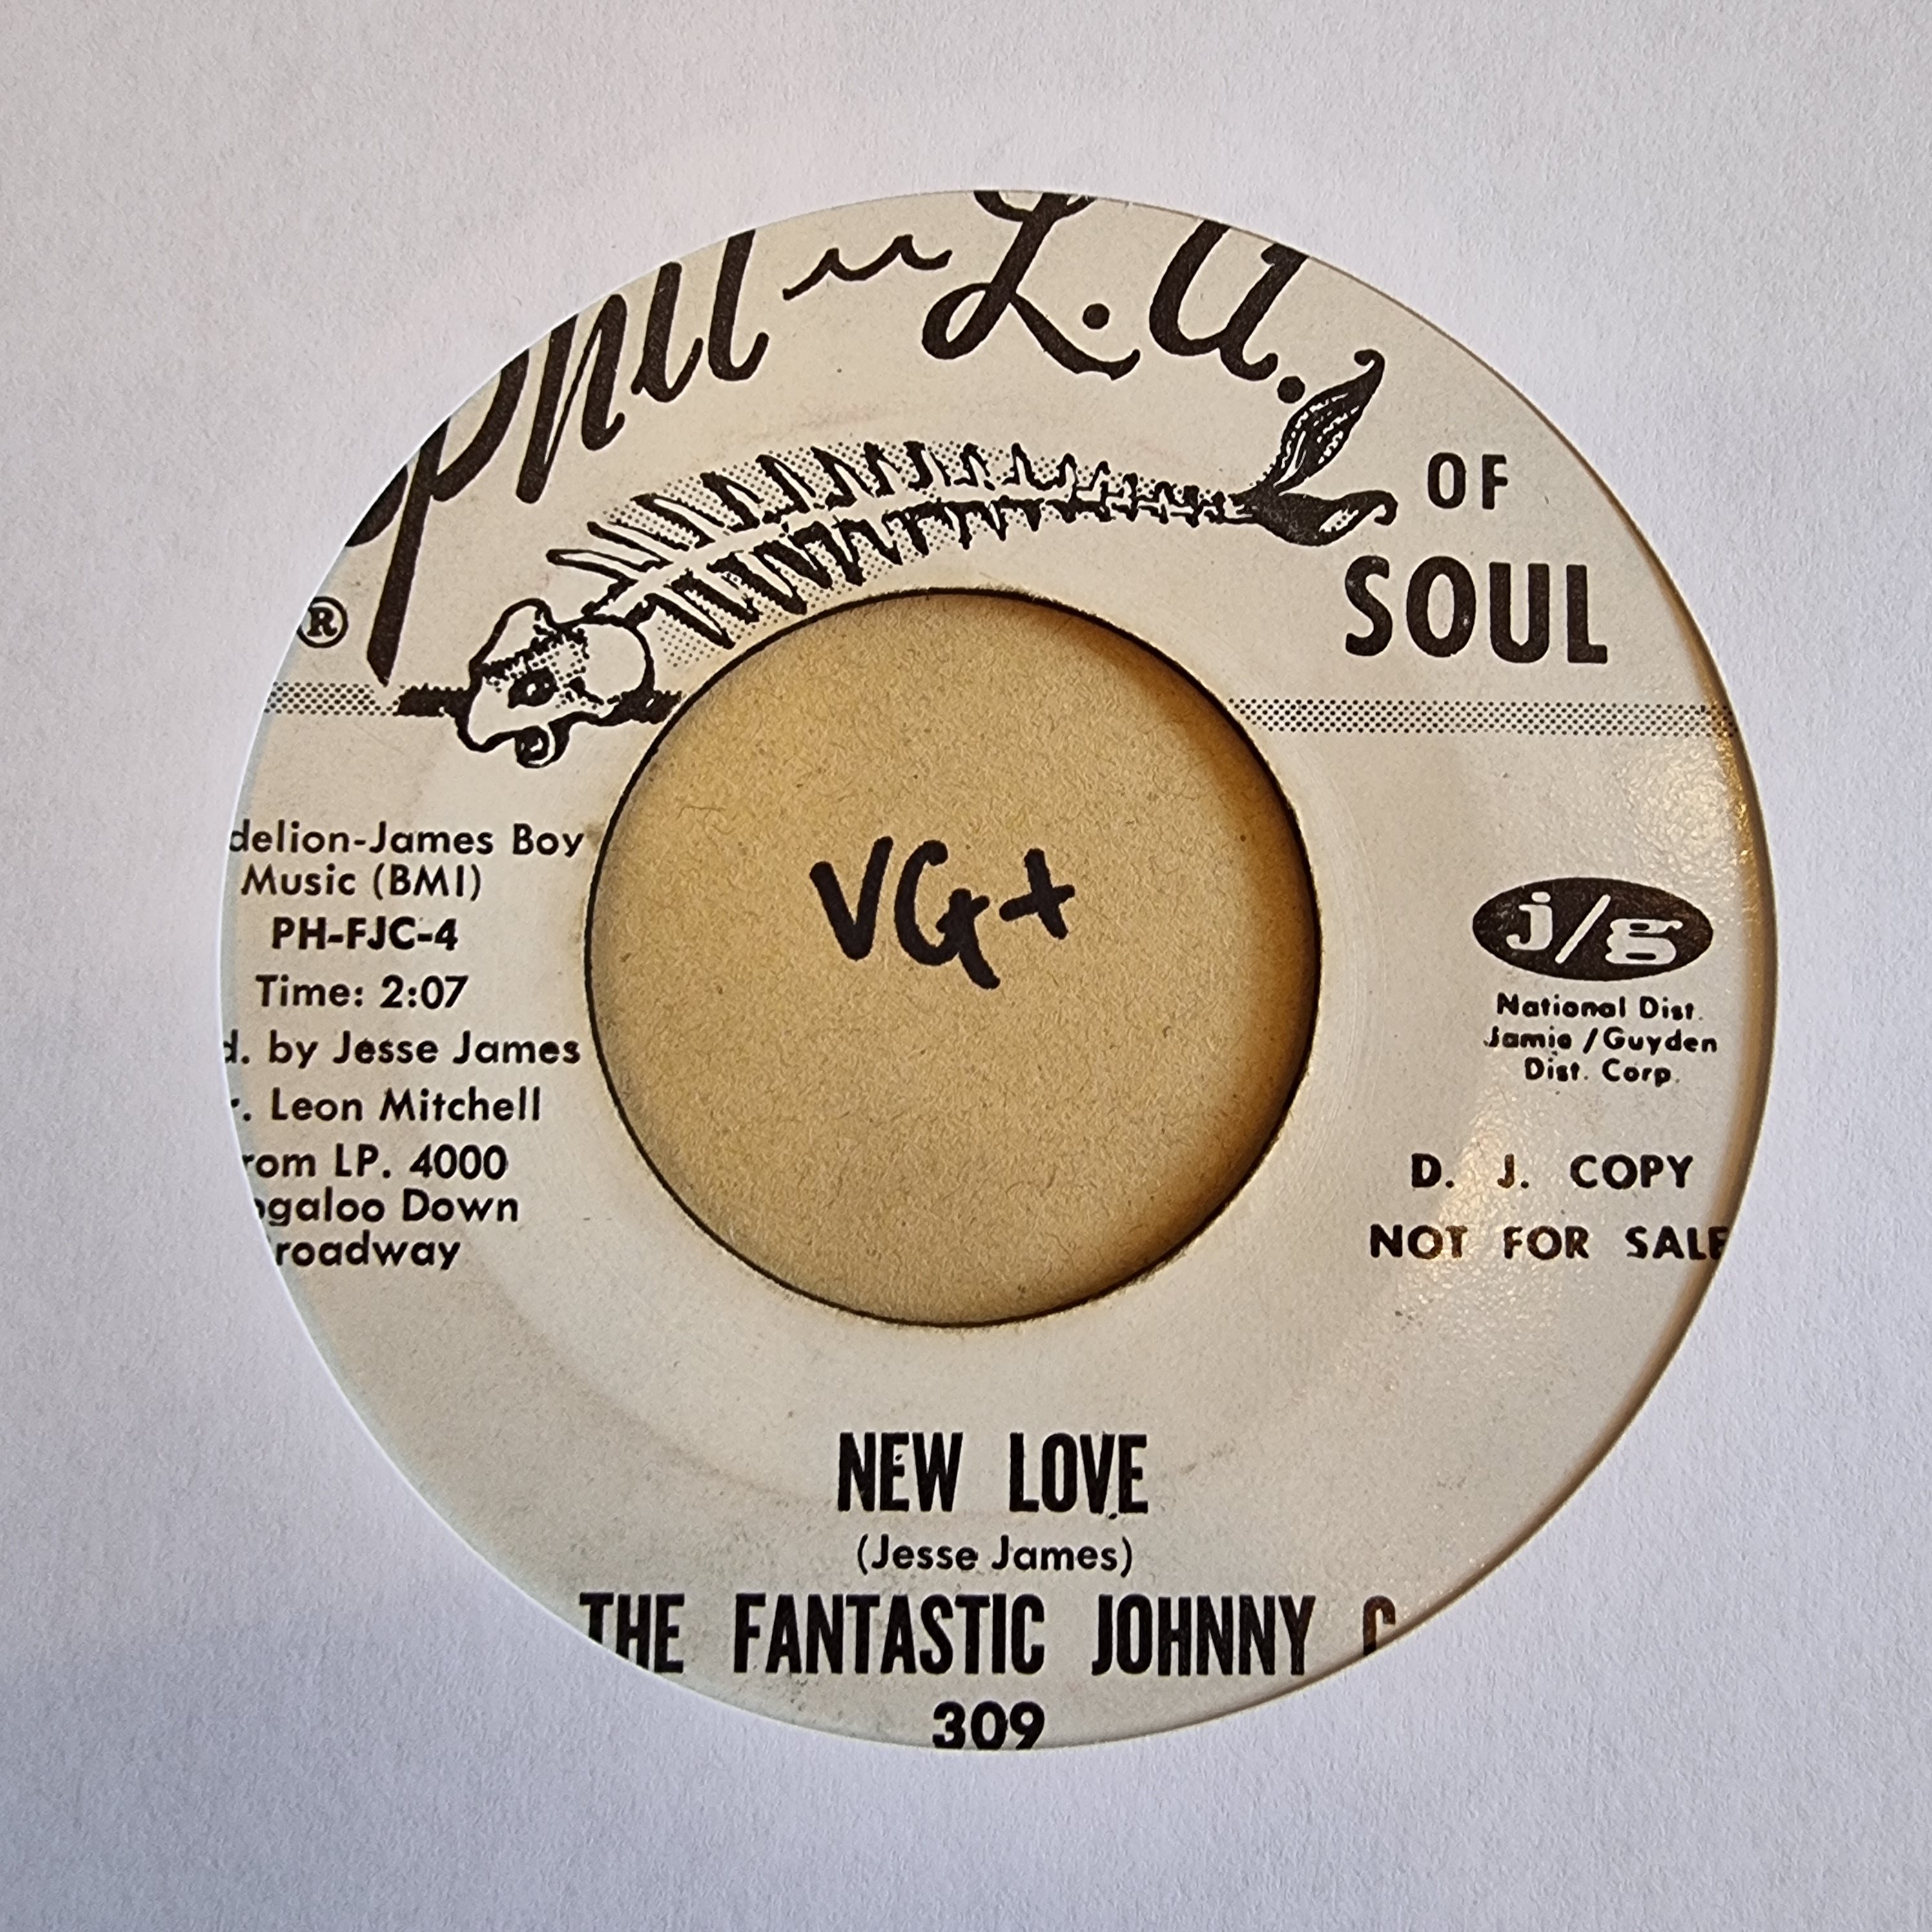 Phil-L.A.
OF
SOUL
®
delion-James Boy
Music (BMI)
PH-FJC-4
Time: 2:07
d. by Jesse James
r. Leon Mitchell
rom LP. 4000
ogaloo Down
roadway
VG+
j/g
National Dist.
Jamie/Guyden
Dist. Corp.
D. J. COPY
NOT FOR SALE
NEW LOVE
(Jesse James)
THE FANTASTIC JOHNNY C
309